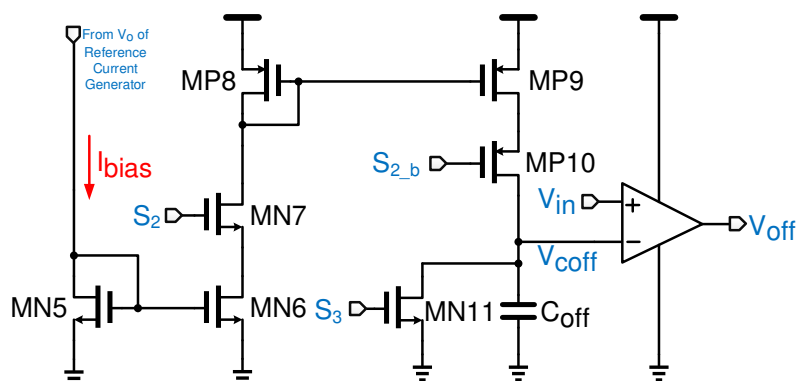 From Vo of
Reference
Current
Generator
Ibias
MP8
MP9
S2_b
MP10
S2
MN7
Vin
+
−
Voff
Vcoff
MN5
MN6
S3
MN11
Coff